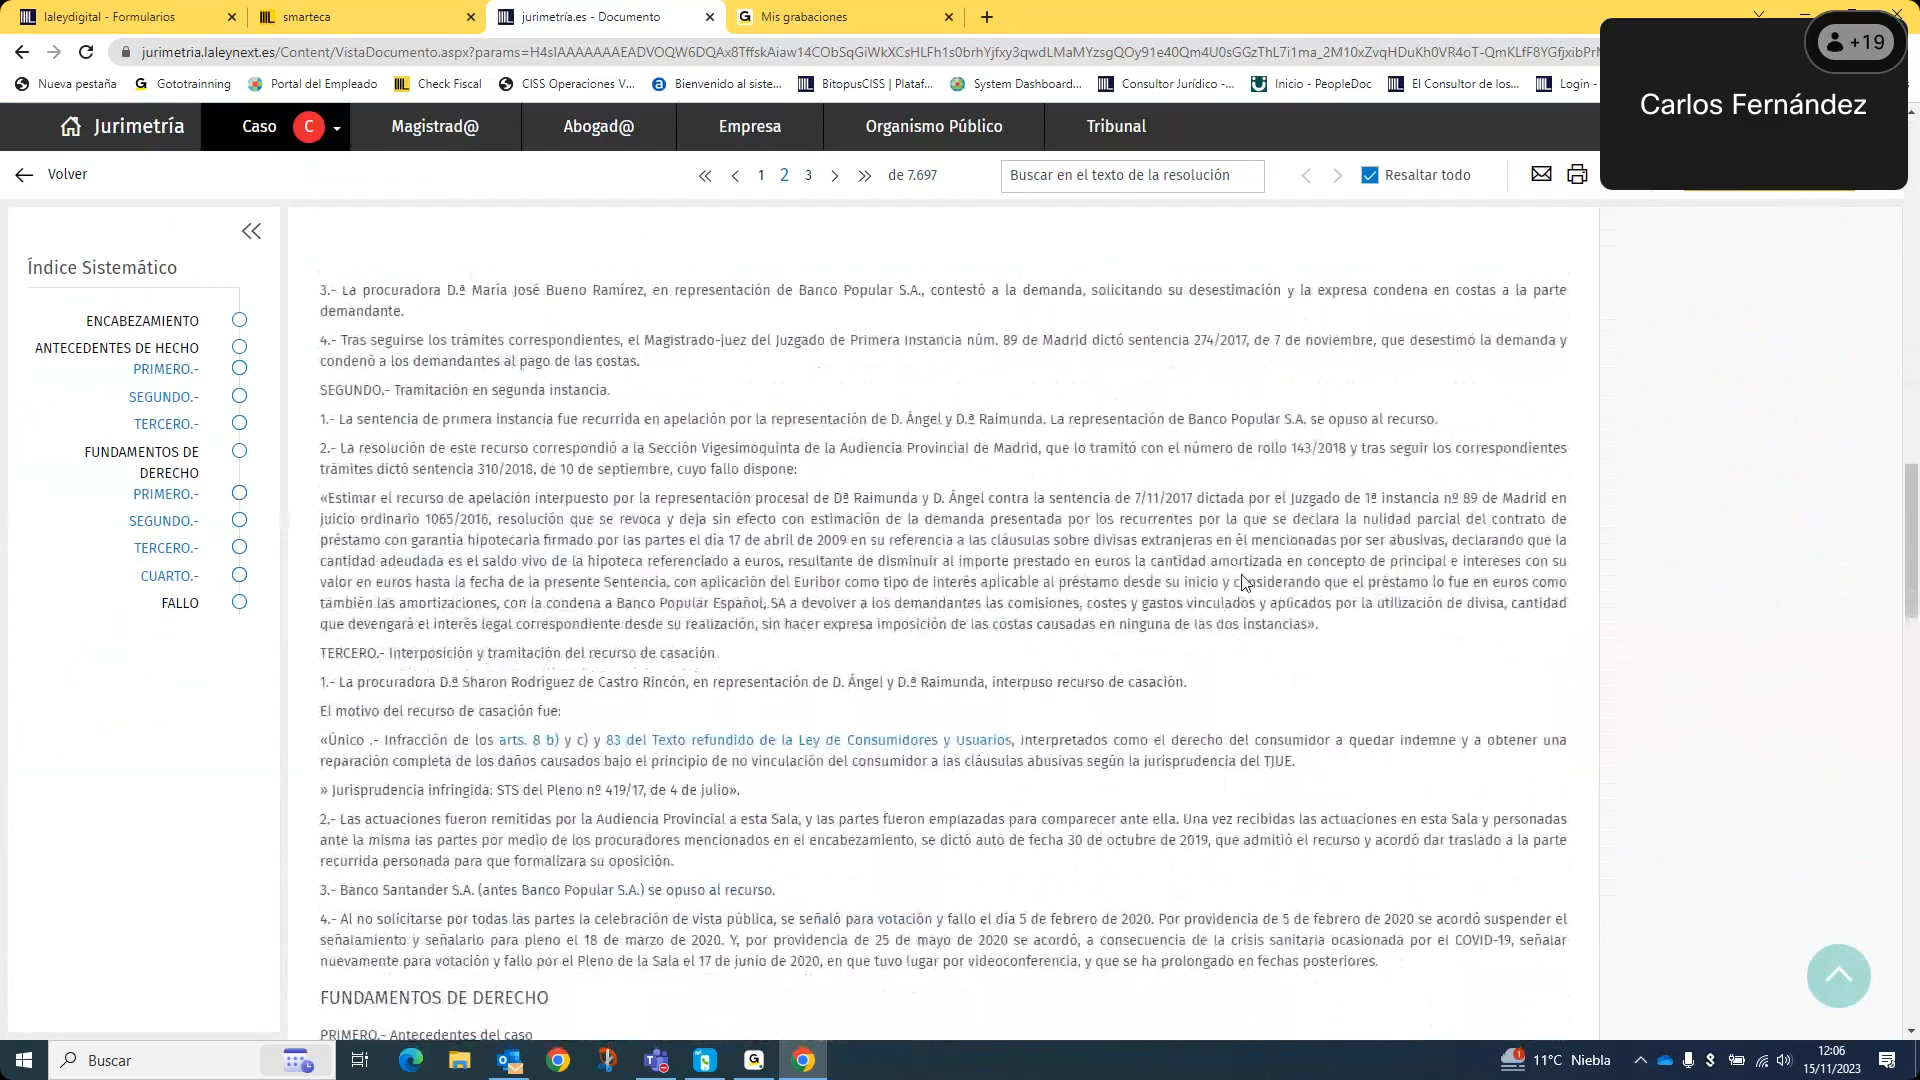 laleydigital - Formularios
smarteca
jurimetría.es - Documento
G Mis grabaciones
jurimetria.laleynext.es/Content/VistaDocumento.aspx?params=
+19
Carlos Fernández
Nueva pestaña
G Gototrainning
Portal del Empleado
Check Fiscal
CISS Operaciones V...
Bienvenido al siste...
BitopusCISS | Plataf...
System Dashboard...
Consultor Jurídico -...
Inicio - PeopleDoc
El Consultor de los...
Login -
Jurimetría
Caso C
Magistrad@
Abogad@
Empresa
Organismo Público
Tribunal
Volver
1 2 3 de 7.697
Buscar en el texto de la resolución
Resaltar todo
Índice Sistemático
ENCABEZAMIENTO
ANTECEDENTES DE HECHO
PRIMERO.-
SEGUNDO.-
TERCERO.-
FUNDAMENTOS DE
DERECHO
PRIMERO.-
SEGUNDO.-
TERCERO.-
CUARTO.-
FALLO
3.- La procuradora D.ª María José Bueno Ramírez, en representación de Banco Popular S.A., contestó a la demanda, solicitando su desestimación y la expresa condena en costas a la parte
demandante.
4.- Tras seguirse los trámites correspondientes, el Magistrado-juez del Juzgado de Primera Instancia núm. 89 de Madrid dictó sentencia 274/2017, de 7 de noviembre, que desestimó la demanda y
condenó a los demandantes al pago de las costas.
SEGUNDO.- Tramitación en segunda instancia.
1.- La sentencia de primera instancia fue recurrida en apelación por la representación de D. Ángel y D.ª Raimunda. La representación de Banco Popular S.A. se opuso al recurso.
2.- La resolución de este recurso correspondió a la Sección Vigesimoquinta de la Audiencia Provincial de Madrid, que lo tramitó con el número de rollo 143/2018 y tras seguir los correspondientes
trámites dictó sentencia 310/2018, de 10 de septiembre, cuyo fallo dispone:
«Estimar el recurso de apelación interpuesto por la representación procesal de Dª Raimunda y D. Ángel contra la sentencia de 7/11/2017 dictada por el Juzgado de 1ª instancia nº 89 de Madrid en
juicio ordinario 1065/2016, resolución que se revoca y deja sin efecto con estimación de la demanda presentada por los recurrentes por la que se declara la nulidad parcial del contrato de
préstamo con garantía hipotecaria firmado por las partes el día 17 de abril de 2009 en su referencia a las cláusulas sobre divisas extranjeras en él mencionadas por ser abusivas, declarando que la
cantidad adeudada es el saldo vivo de la hipoteca referenciado a euros, resultante de disminuir al importe prestado en euros la cantidad amortizada en concepto de principal e intereses con su
valor en euros hasta la fecha de la presente Sentencia, con aplicación del Euribor como tipo de interés aplicable al préstamo desde su inicio y considerando que el préstamo lo fue en euros como
también las amortizaciones, con la condena a Banco Popular Español, SA a devolver a los demandantes las comisiones, costes y gastos vinculados y aplicados por la utilización de divisa, cantidad
que devengará el interés legal correspondiente desde su realización, sin hacer expresa imposición de las costas causadas en ninguna de las dos instancias».
TERCERO.- Interposición y tramitación del recurso de casación
1.- La procuradora D.ª Sharon Rodríguez de Castro Rincón, en representación de D. Ángel y D.ª Raimunda, interpuso recurso de casación.
El motivo del recurso de casación fue:
«Único .- Infracción de los arts. 8 b) y c) y 83 del Texto refundido de la Ley de Consumidores y Usuarios, interpretados como el derecho del consumidor a quedar indemne y a obtener una
reparación completa de los daños causados bajo el principio de no vinculación del consumidor a las cláusulas abusivas según la jurisprudencia del TJUE.
» Jurisprudencia infringida: STS del Pleno nº 419/17, de 4 de julio».
2.- Las actuaciones fueron remitidas por la Audiencia Provincial a esta Sala, y las partes fueron emplazadas para comparecer ante ella. Una vez recibidas las actuaciones en esta Sala y personadas
ante la misma las partes por medio de los procuradores mencionados en el encabezamiento, se dictó auto de fecha 30 de octubre de 2019, que admitió el recurso y acordó dar traslado a la parte
recurrida personada para que formalizara su oposición.
3.- Banco Santander S.A. (antes Banco Popular S.A.) se opuso al recurso.
4.- Al no solicitarse por todas las partes la celebración de vista pública, se señaló para votación y fallo el día 5 de febrero de 2020. Por providencia de 5 de febrero de 2020 se acordó suspender el
señalamiento y señalarlo para pleno el 18 de marzo de 2020. Y, por providencia de 25 de mayo de 2020 se acordó, a consecuencia de la crisis sanitaria ocasionada por el COVID-19, señalar
nuevamente para votación y fallo por el Pleno de la Sala el 17 de junio de 2020, en que tuvo lugar por videoconferencia, y que se ha prolongado en fechas posteriores.
FUNDAMENTOS DE DERECHO
PRIMERO.- Antecedentes del caso
Buscar
11°C Niebla
12:06
15/11/2023